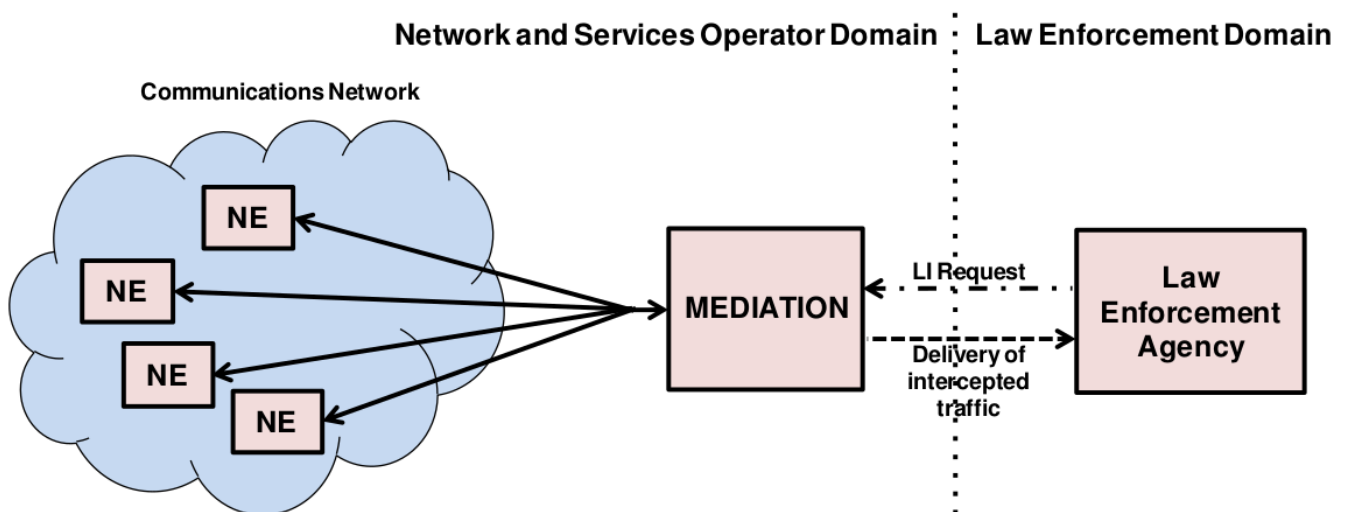 Network and Services Operator Domain
Law Enforcement Domain
Communications Network
NE
NE
NE
NE
MEDIATION
LI Request
Delivery of
intercepted
traffic
Law
Enforcement
Agency